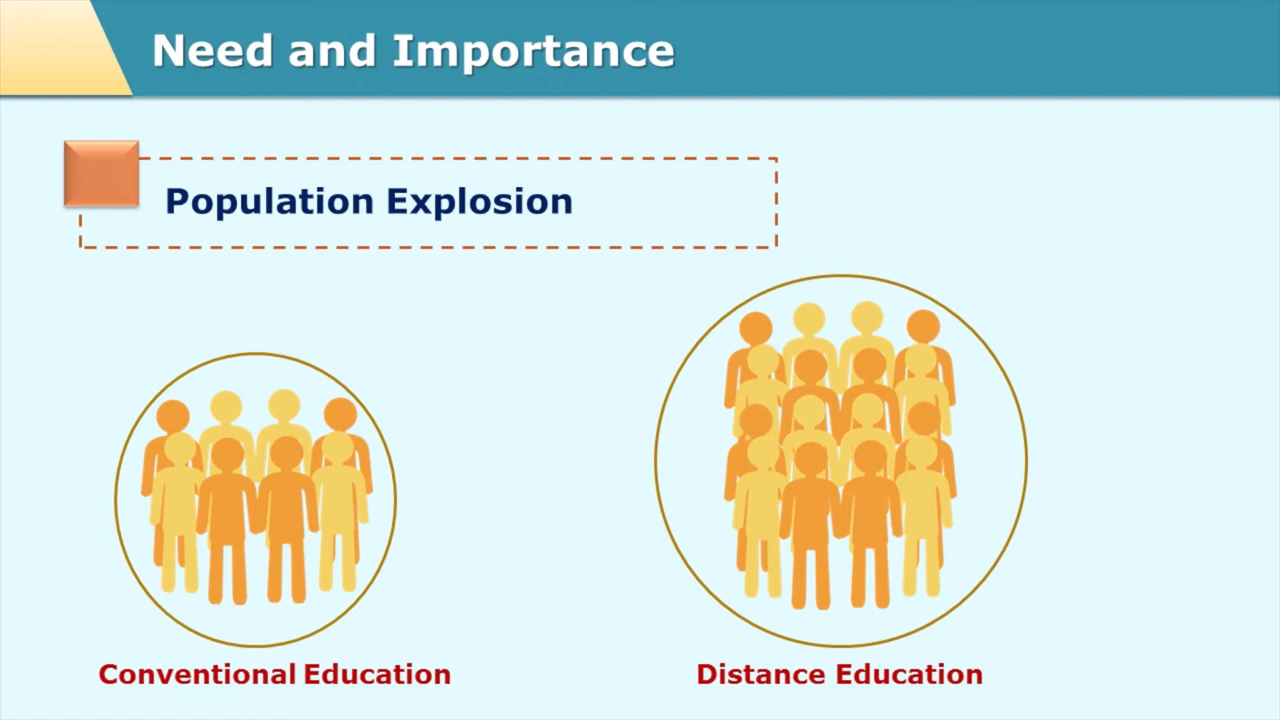 Need and Importance
Population Explosion
Conventional Education
Distance Education